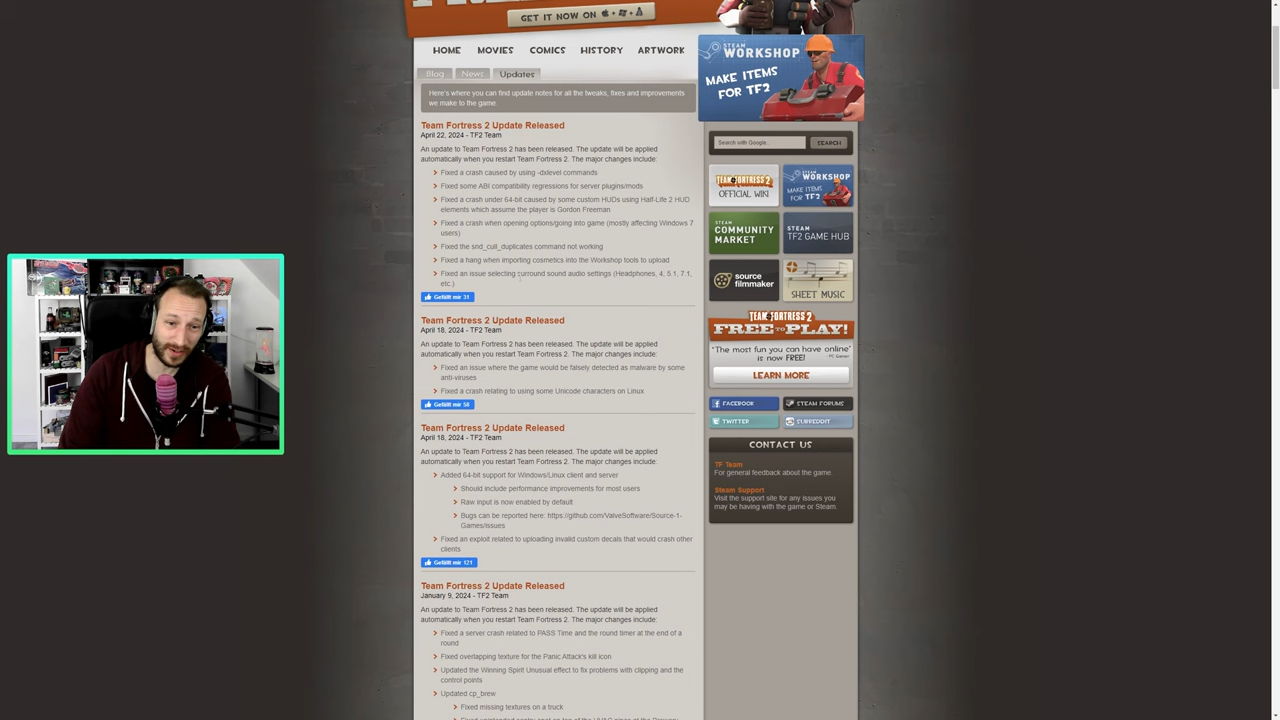 GET IT NOW ON
HOME MOVIES COMICS HISTORY ARTWORK
STEAM
WORKSHOP
MAKE ITEMS
FOR TF2
Blog News Updates
Here's where you can find update notes for all the tweaks, fixes and improvements
we make to the game.
Team Fortress 2 Update Released
April 22, 2024 - TF2 Team
An update to Team Fortress 2 has been released. The update will be applied
automatically when you restart Team Fortress 2. The major changes include:
Fixed a crash caused by using -dxlevel commands
Fixed some ABI compatibility regressions for server plugins/mods
Fixed a crash under 64-bit caused by some custom HUDs using Half-Life 2 HUD
elements which assume the player is Gordon Freeman
Fixed a crash when opening options/going into game (mostly affecting Windows 7
users)
Fixed the snd_cull_duplicates command not working
Fixed a hang when importing cosmetics into the Workshop tools to upload
Fixed an issue selecting surround sound audio settings (Headphones, 4, 5.1, 7.1,
etc.)
Gefällt mir 31
Team Fortress 2 Update Released
April 18, 2024 - TF2 Team
An update to Team Fortress 2 has been released. The update will be applied
automatically when you restart Team Fortress 2. The major changes include:
Fixed an issue where the game would be falsely detected as malware by some
anti-viruses
Fixed a crash relating to using some Unicode characters on Linux
Gefällt mir 58
Team Fortress 2 Update Released
April 18, 2024 - TF2 Team
An update to Team Fortress 2 has been released. The update will be applied
automatically when you restart Team Fortress 2. The major changes include:
Added 64-bit support for Windows/Linux client and server
Should include performance improvements for most users
Raw input is now enabled by default
Bugs can be reported here: https://github.com/ValveSoftware/Source-1-
Games/issues
Fixed an exploit related to uploading invalid custom decals that would crash other
clients
Gefällt mir 121
Team Fortress 2 Update Released
January 9, 2024 - TF2 Team
An update to Team Fortress 2 has been released. The update will be applied
automatically when you restart Team Fortress 2. The major changes include:
Fixed a server crash related to PASS Time and the round timer at the end of a
round
Fixed overlapping texture for the Panic Attack's kill icon
Updated the Winning Spirit Unusual effect to fix problems with clipping and the
control points
Updated cp_brew
Fixed missing textures on a truck
Search with Google.. SEARCH
TEAM FORTRESS 2
OFFICIAL WIKI
STEAM
WORKSHOP
MAKE ITEMS
FOR TF2
STEAM
COMMUNITY
MARKET
STEAM
TF2 GAME HUB
source
filmmaker
SHEET MUSIC
TEAM FORTRESS 2
FREE TO PLAY!
"The most fun you can have online"
is now FREE! - PC Gamer
LEARN MORE
FACEBOOK STEAM FORUMS
TWITTER SUBREDDIT
CONTACT US
TF Team
For general feedback about the game.
Steam Support
Visit the support site for any issues you
may be having with the game or Steam.